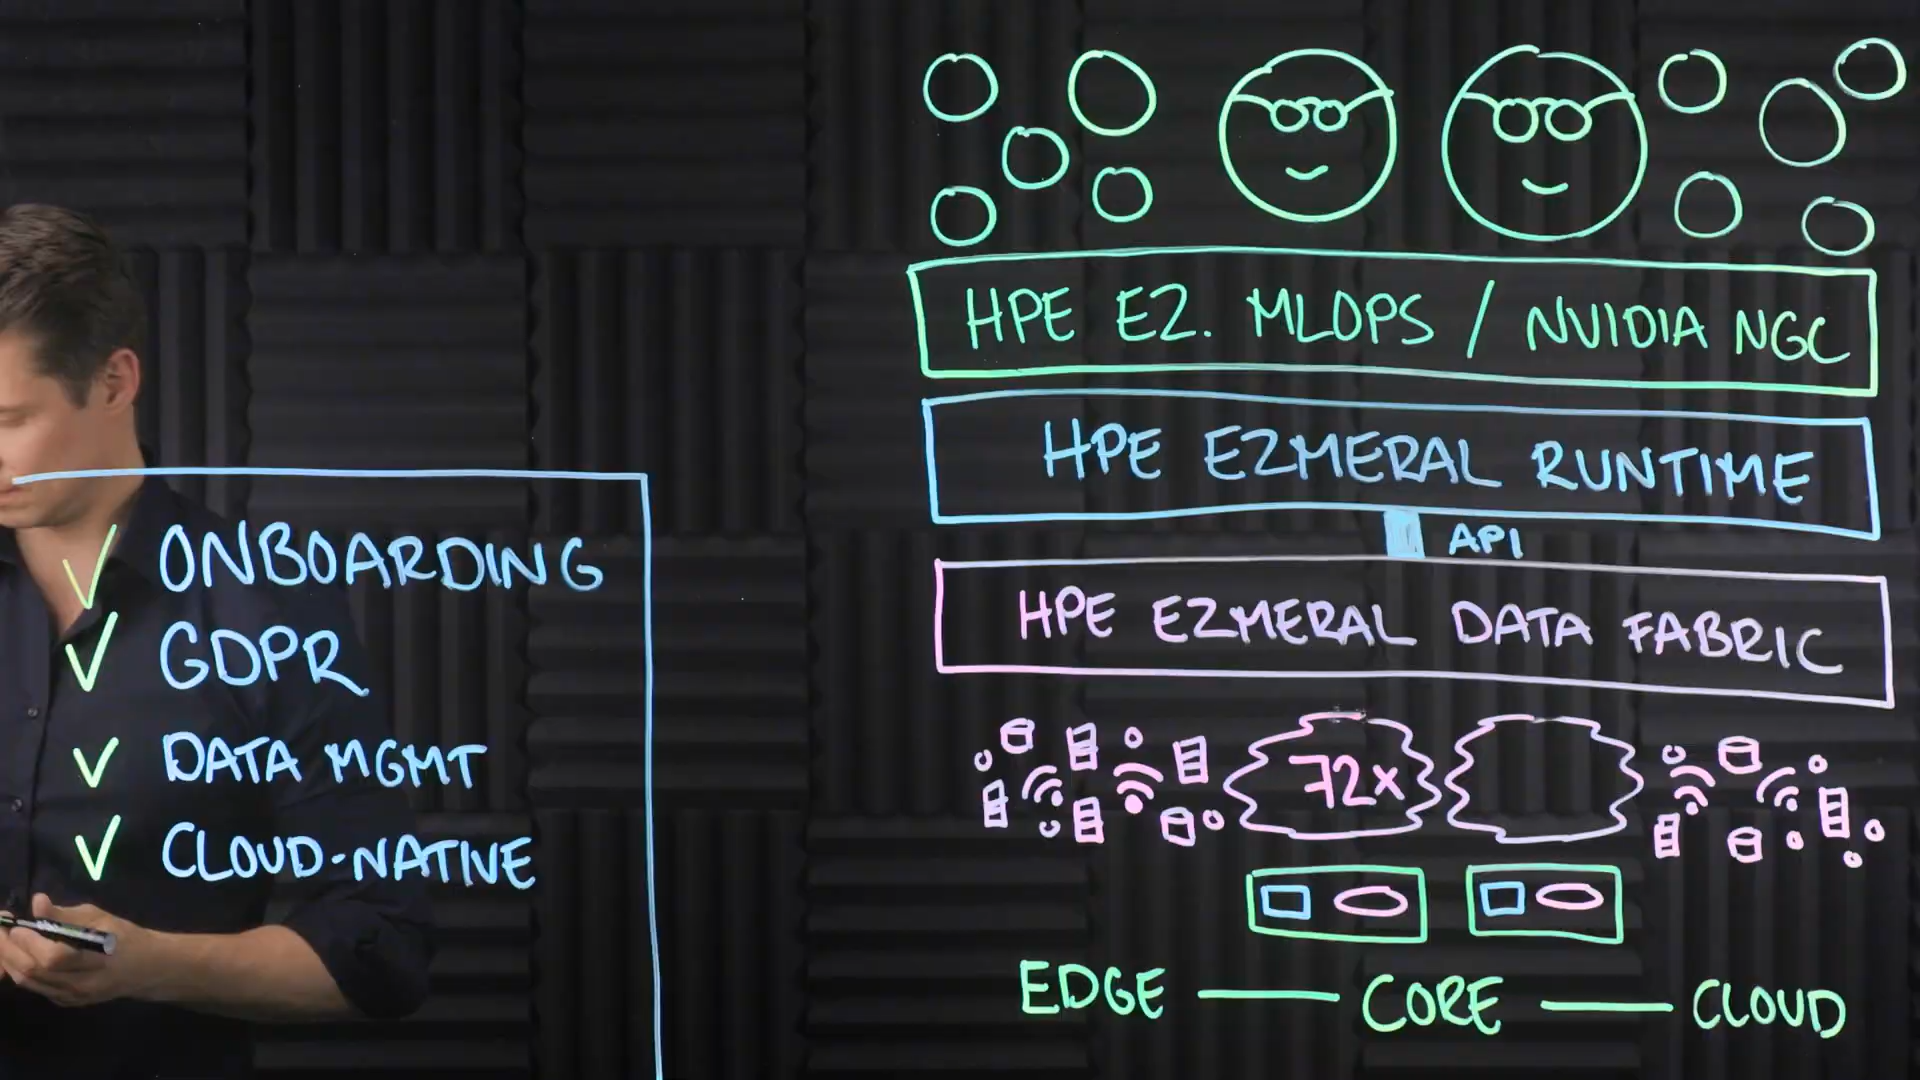 ✓ ONBOARDING
✓ GDPR
✓ DATA MGMT
✓ CLOUD-NATIVE
HPE EZ. MLOPS / NVIDIA NGC
HPE EZMERAL RUNTIME
API
HPE EZMERAL DATA FABRIC
72x
EDGE — CORE — CLOUD